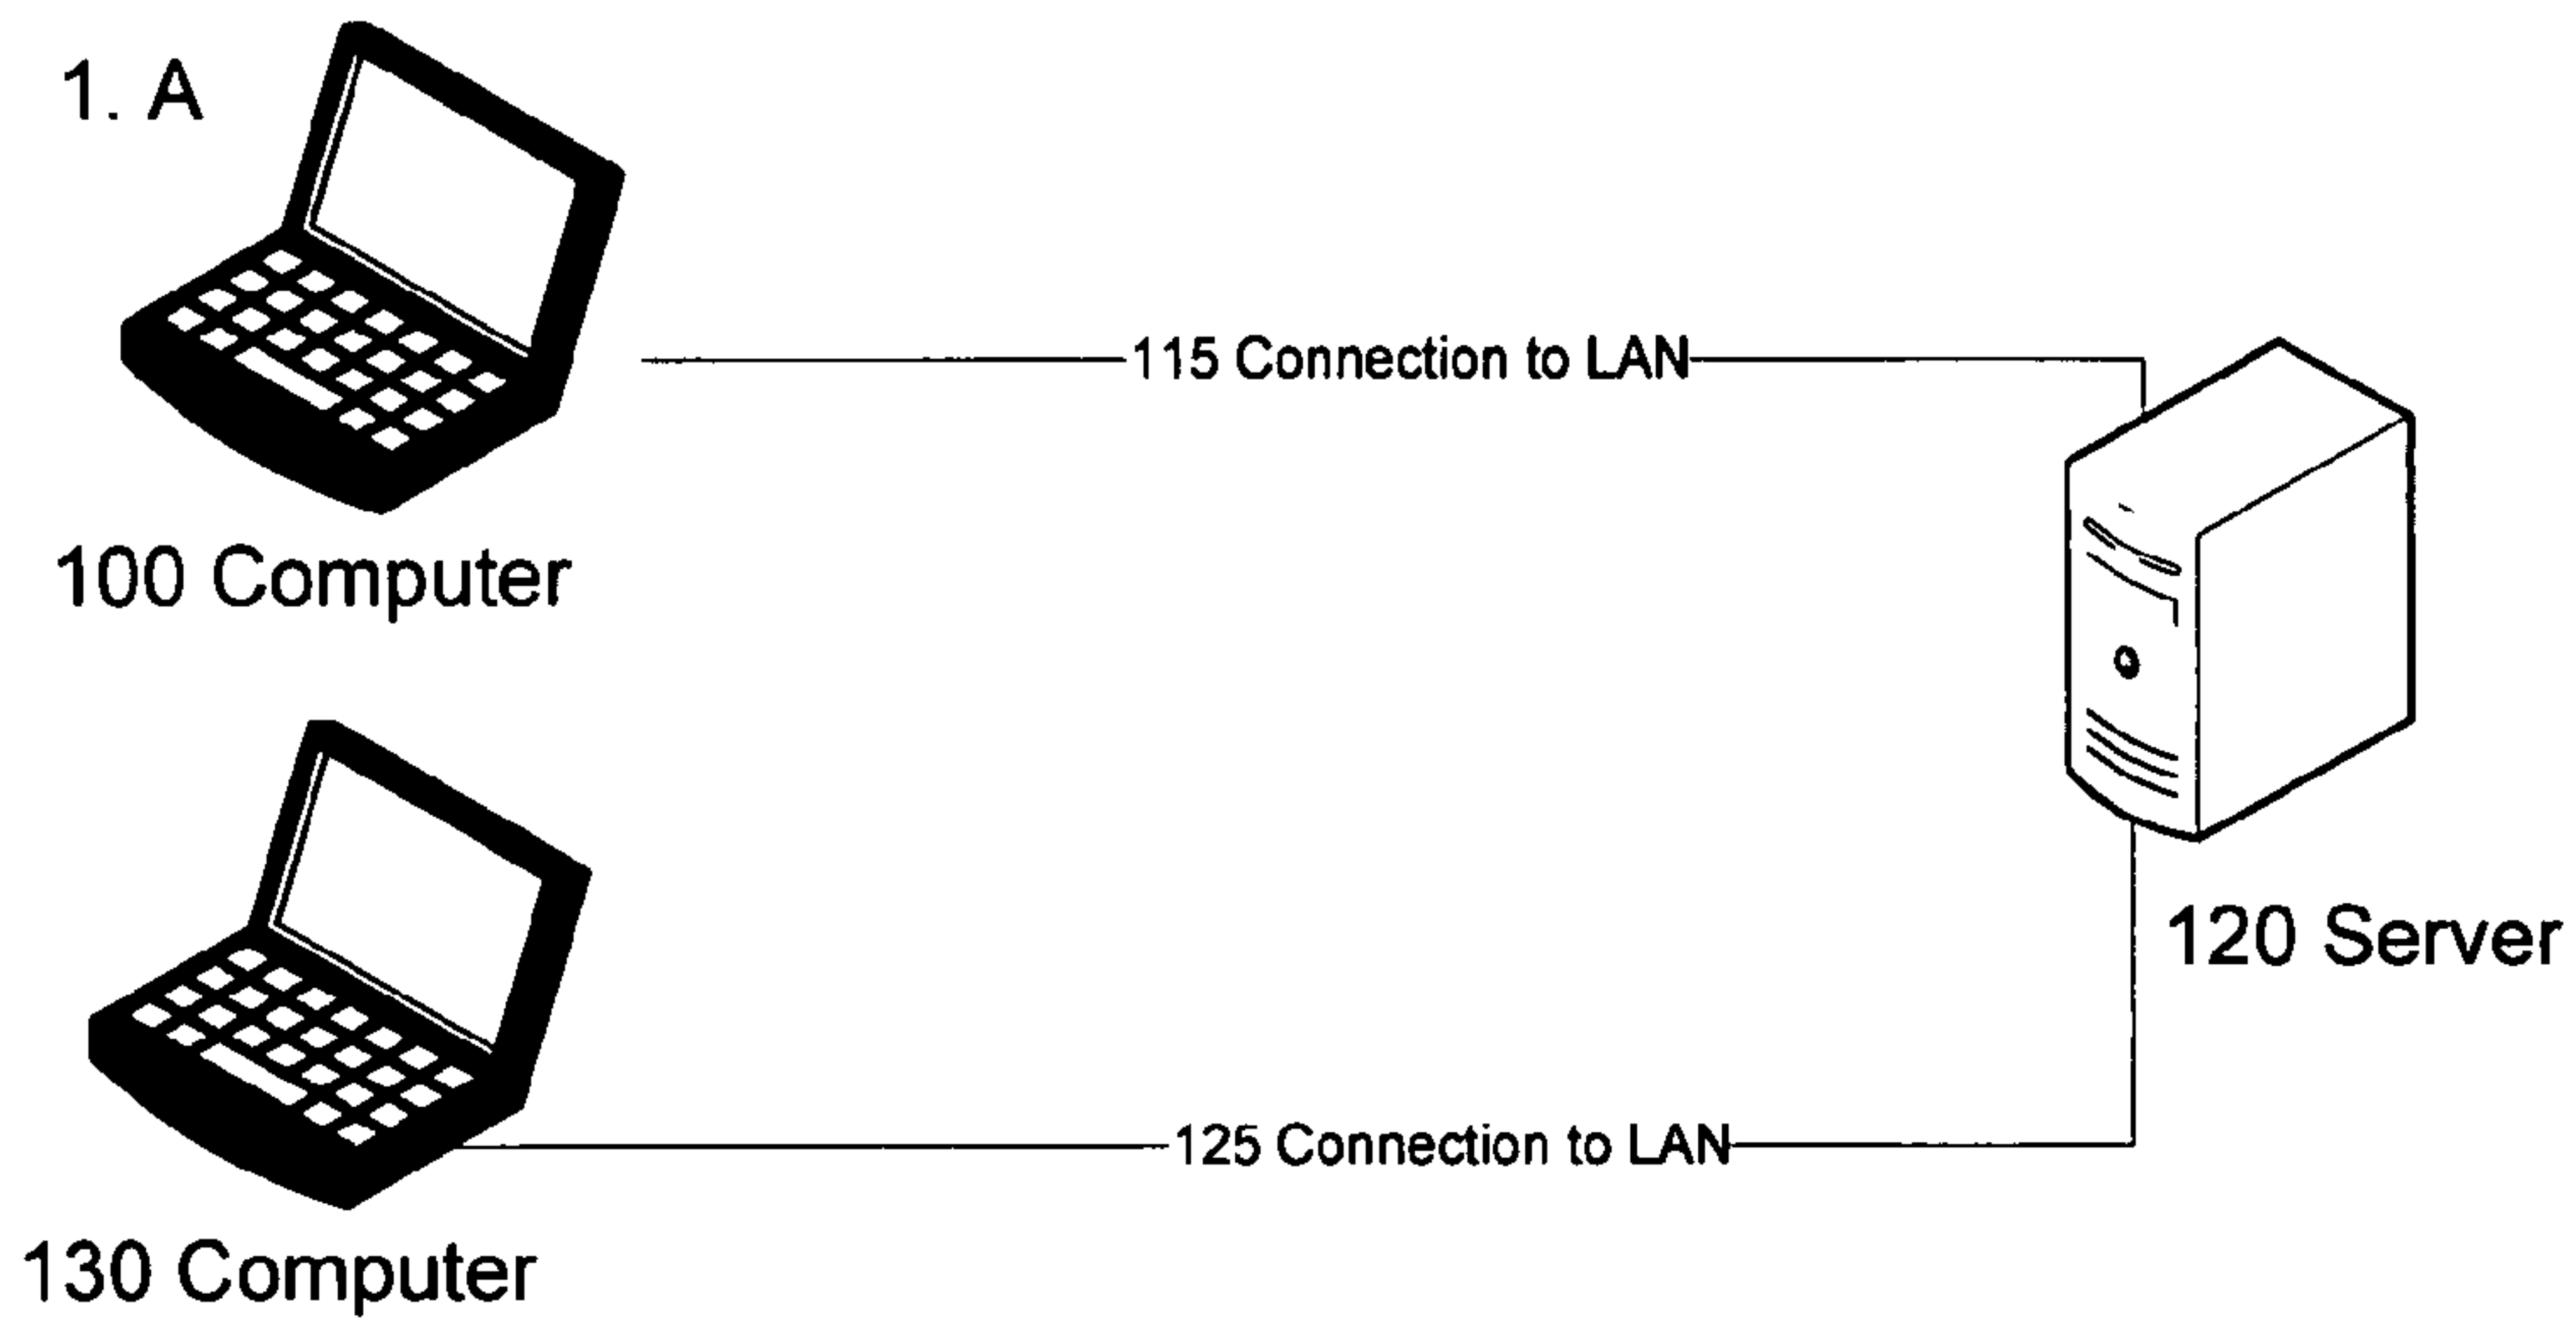 1. A
115 Connection to LAN
100 Computer
120 Server
125 Connection to LAN
130 Computer